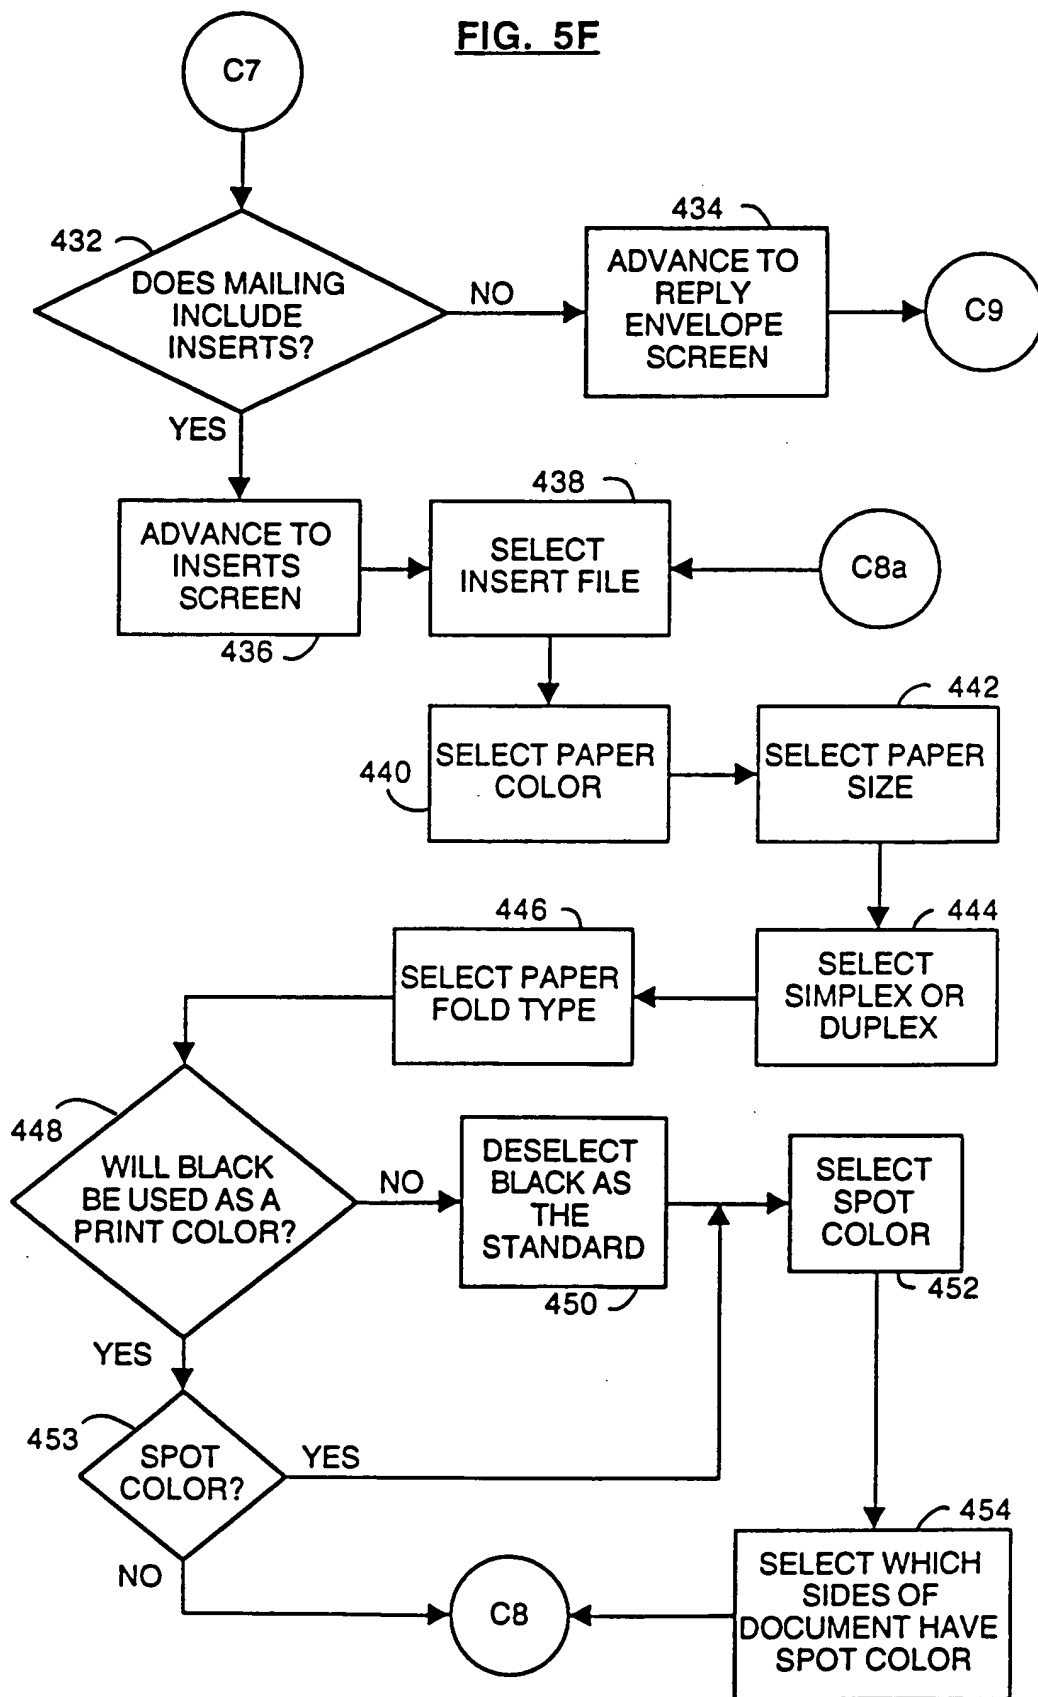 FIG. 5F
C7
432
DOES MAILING
INCLUDE
INSERTS?
NO
434
ADVANCE TO
REPLY
ENVELOPE
SCREEN
C9
YES
ADVANCE TO
INSERTS
SCREEN
436
438
SELECT
INSERT FILE
C8a
440
SELECT PAPER
COLOR
442
SELECT PAPER
SIZE
444
SELECT
SIMPLEX OR
DUPLEX
446
SELECT PAPER
FOLD TYPE
448
WILL BLACK
BE USED AS A
PRINT COLOR?
NO
DESELECT
BLACK AS
THE
STANDARD
450
SELECT
SPOT
COLOR
452
YES
453
SPOT
COLOR?
YES
NO
C8
454
SELECT WHICH
SIDES OF
DOCUMENT HAVE
SPOT COLOR